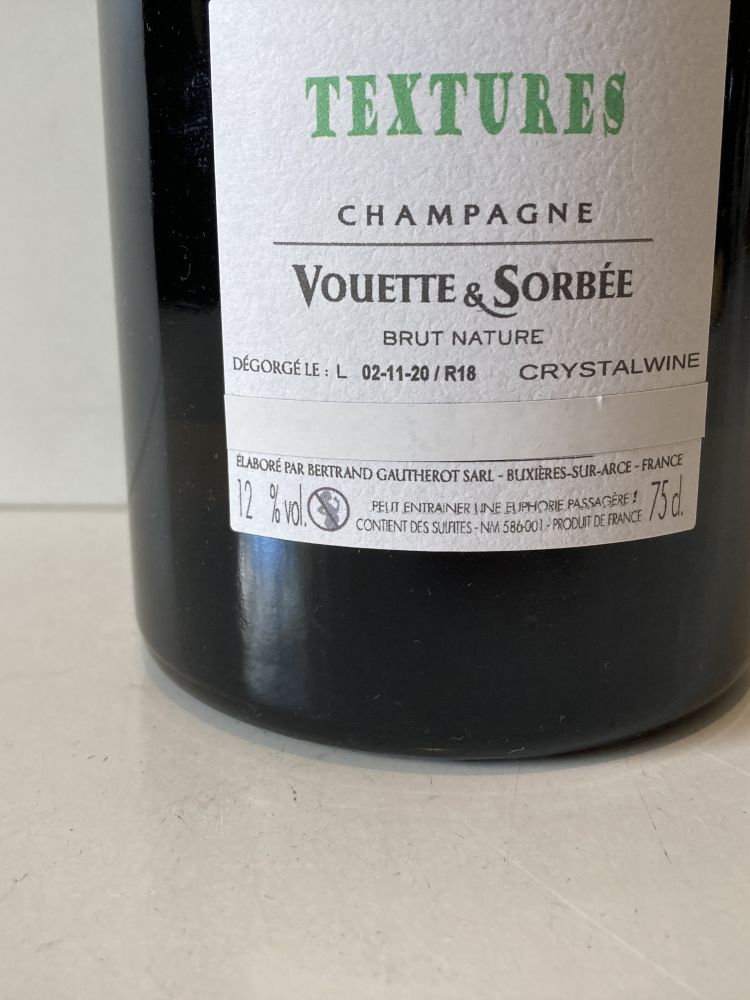 TEXTURES
CHAMPAGNE
VOUETTE & SORBÉE
BRUT NATURE
DÉGORGÉ LE : L 02-11-20 / R18 CRYSTALWINE
ÉLABORÉ PAR BERTRAND GAUTHEROT SARL - BUXIÈRES-SUR-ARCE - FRANCE
12 % vol. PEUT ENTRAINER UNE EUPHORIE PASSAGÈRE ! 75 cl.
CONTIENT DES SULFITES - NM 586-001 - PRODUIT DE FRANCE